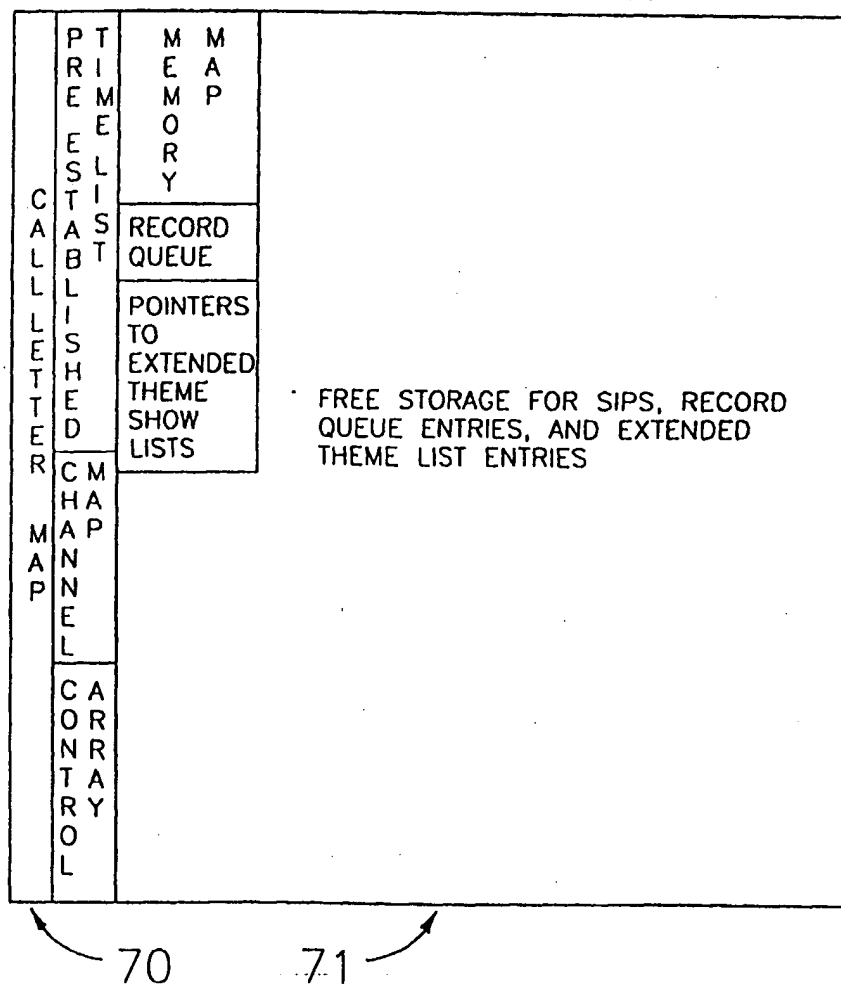 CALL LETTER MAP
PRE ESTABLISHED
TIME LIST
CHANNEL
MAP
CONTROL
ARRAY
MEMORY
MAP
RECORD
QUEUE
POINTERS
TO
EXTENDED
THEME
SHOW
LISTS
FREE STORAGE FOR SIPS, RECORD
QUEUE ENTRIES, AND EXTENDED
THEME LIST ENTRIES
70
71